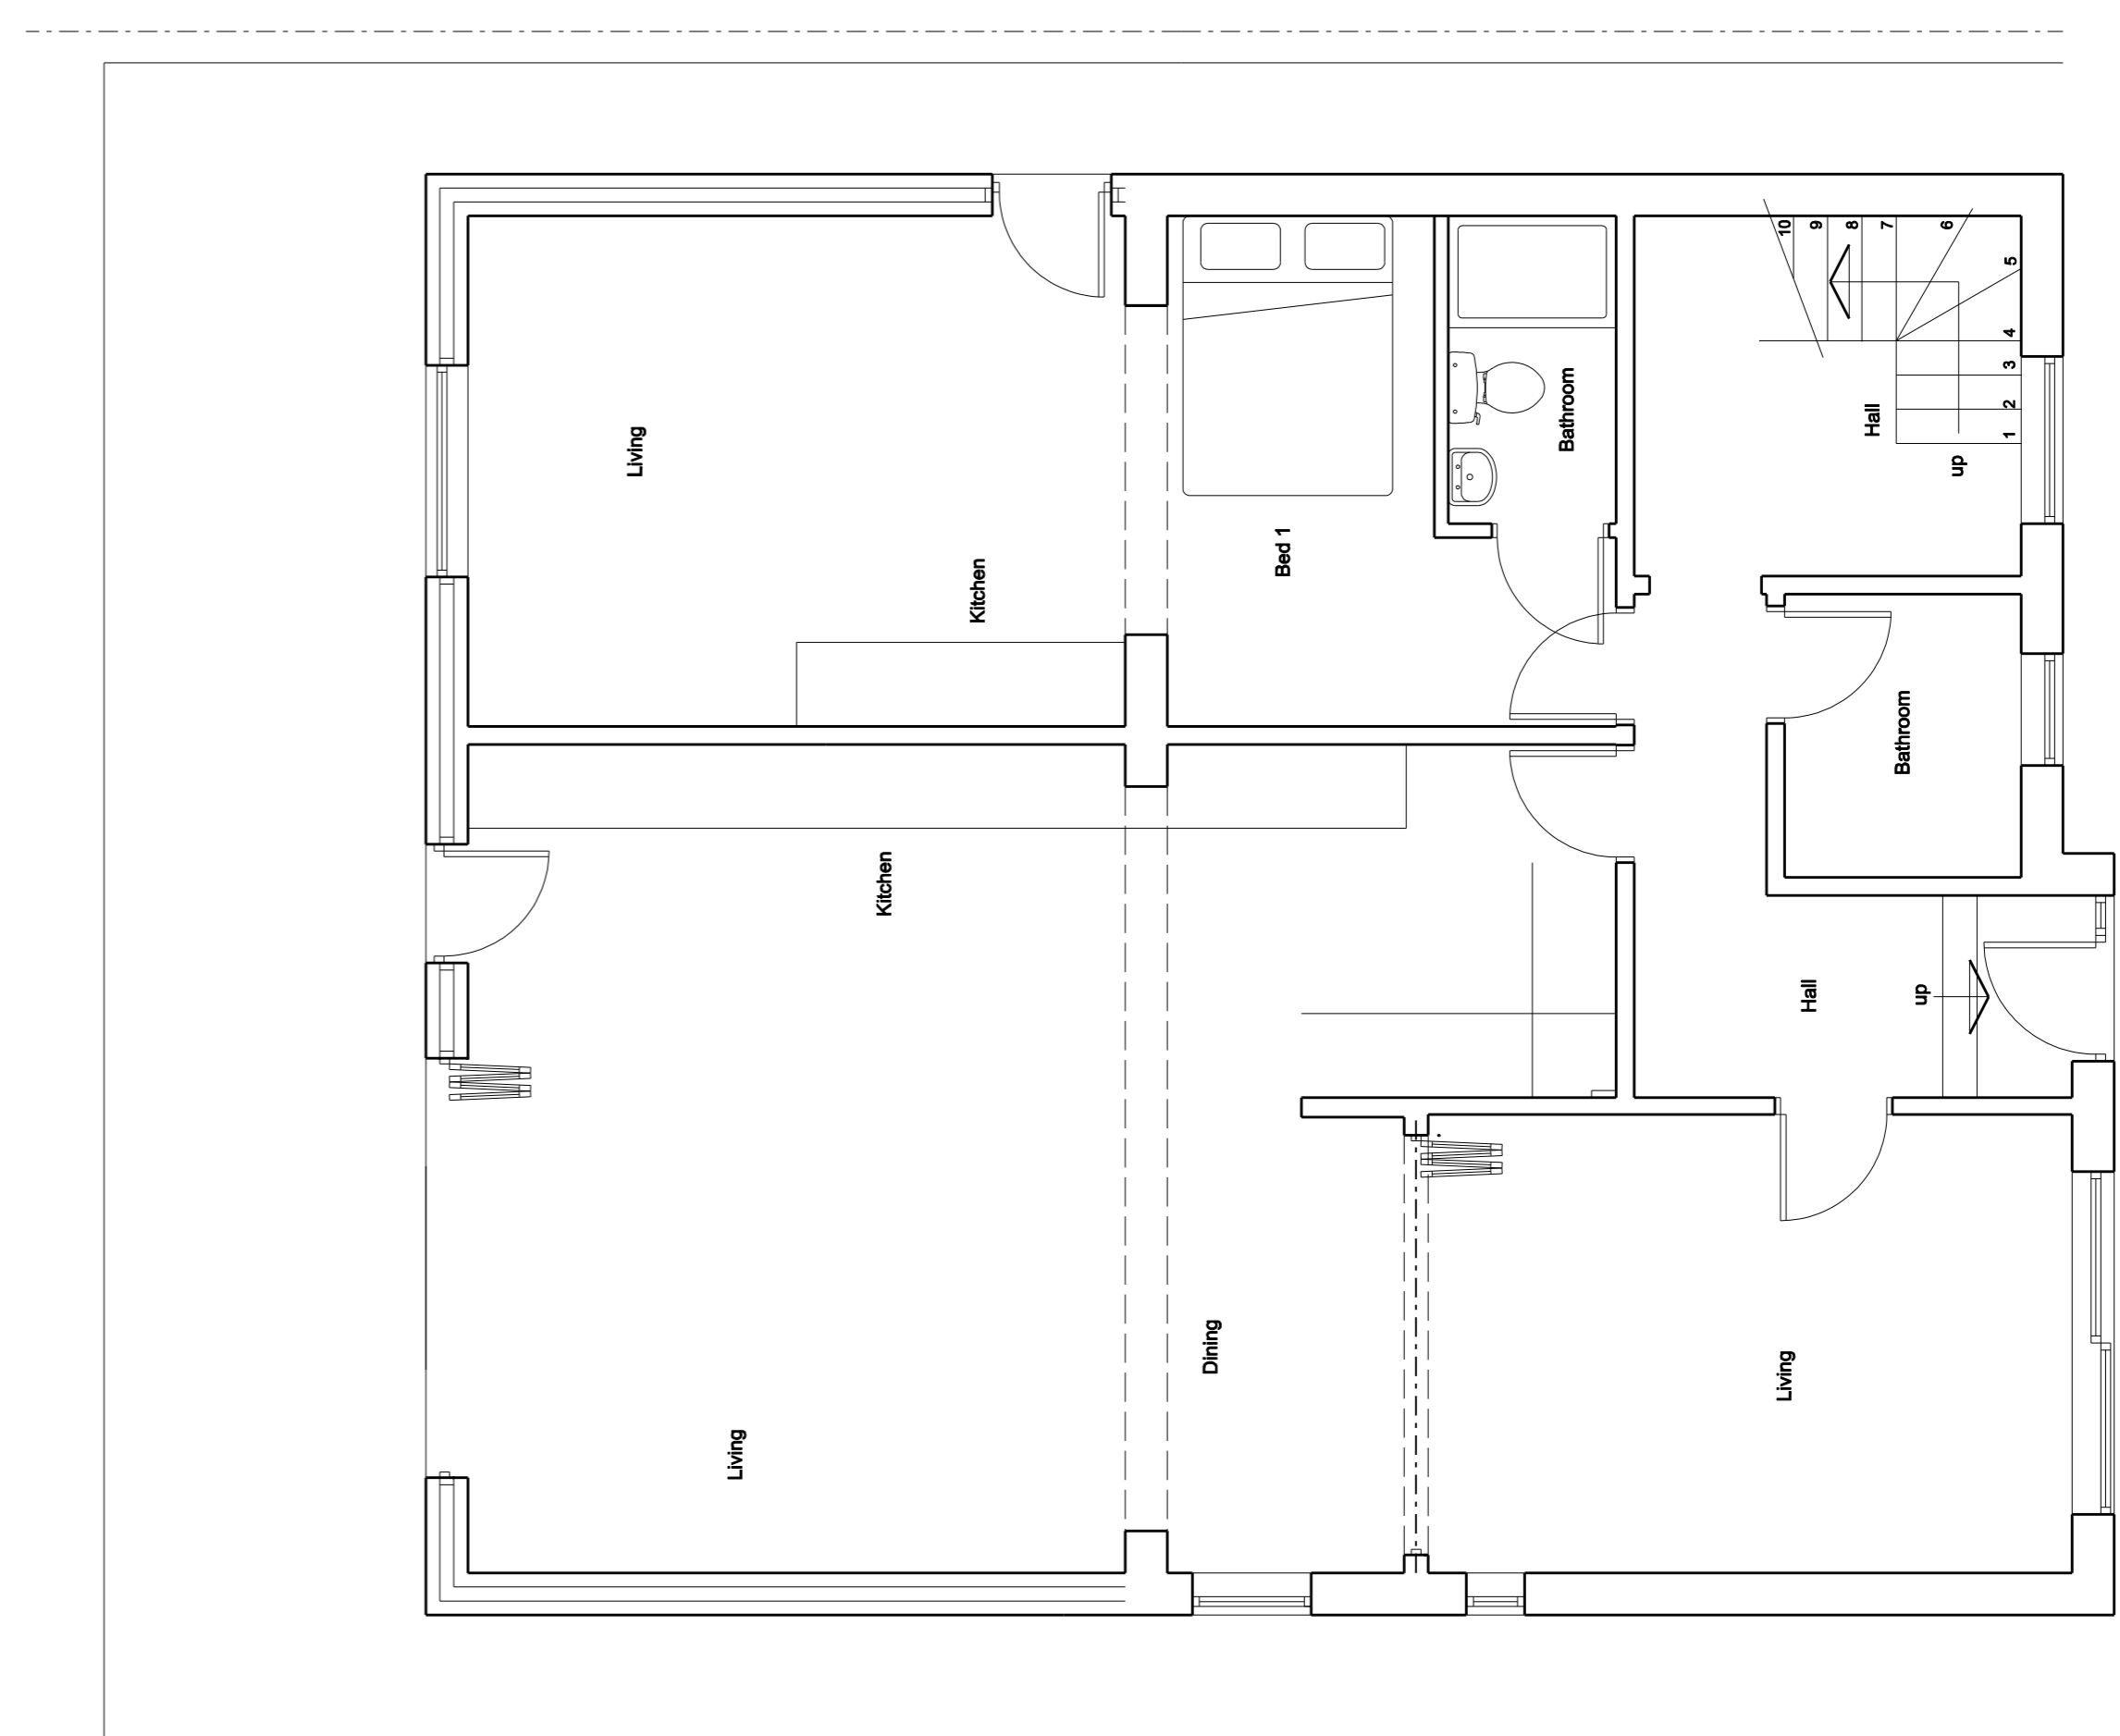 Living
Kitchen
Bed 1
Bathroom
Hall
up
1
2
3
4
5
6
7
8
9
10
Bathroom
Kitchen
Hall
up
Living
Dining
Living